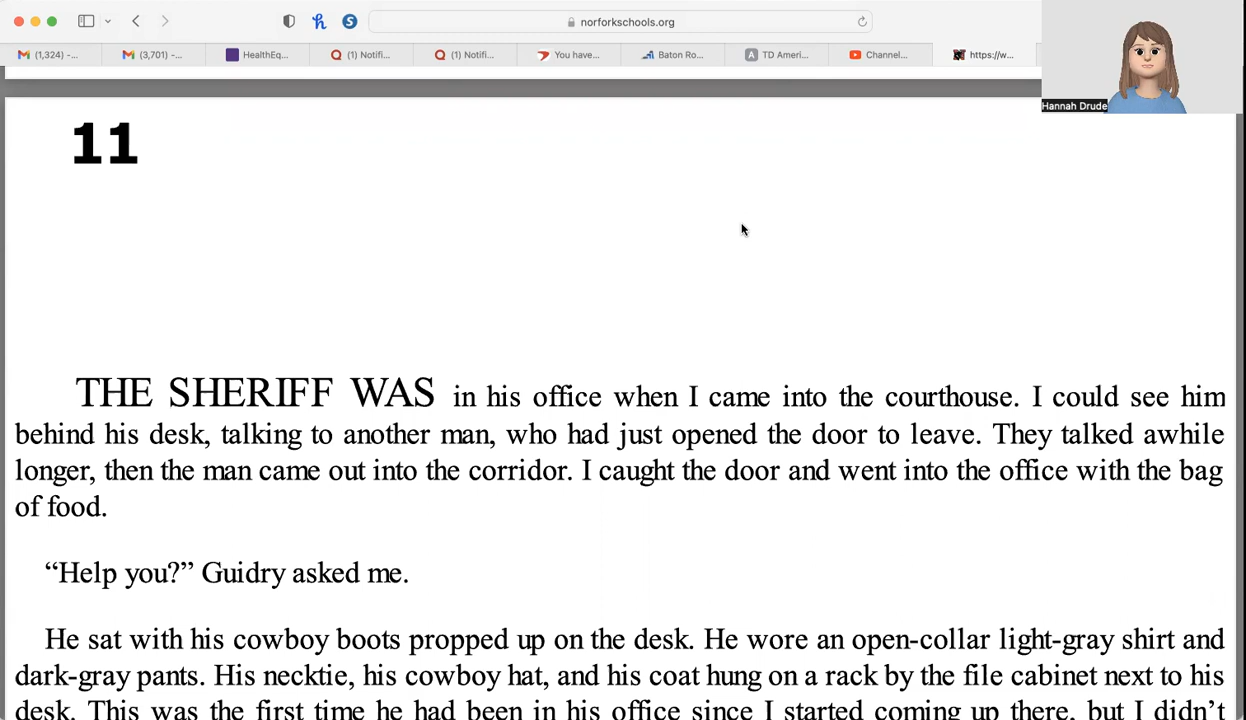 norforkschools.org
(1,324) -...
(3,701) -...
HealthEq...
(1) Notifi...
(1) Notifi...
You have...
Baton Ro...
TD Ameri...
Channel...
https://w...
Hannah Drude
11
THE SHERIFF WAS in his office when I came into the courthouse. I could see him
behind his desk, talking to another man, who had just opened the door to leave. They talked awhile
longer, then the man came out into the corridor. I caught the door and went into the office with the bag
of food.
“Help you?” Guidry asked me.
He sat with his cowboy boots propped up on the desk. He wore an open-collar light-gray shirt and
dark-gray pants. His necktie, his cowboy hat, and his coat hung on a rack by the file cabinet next to his
desk. This was the first time he had been in his office since I started coming up there, but I didn’t